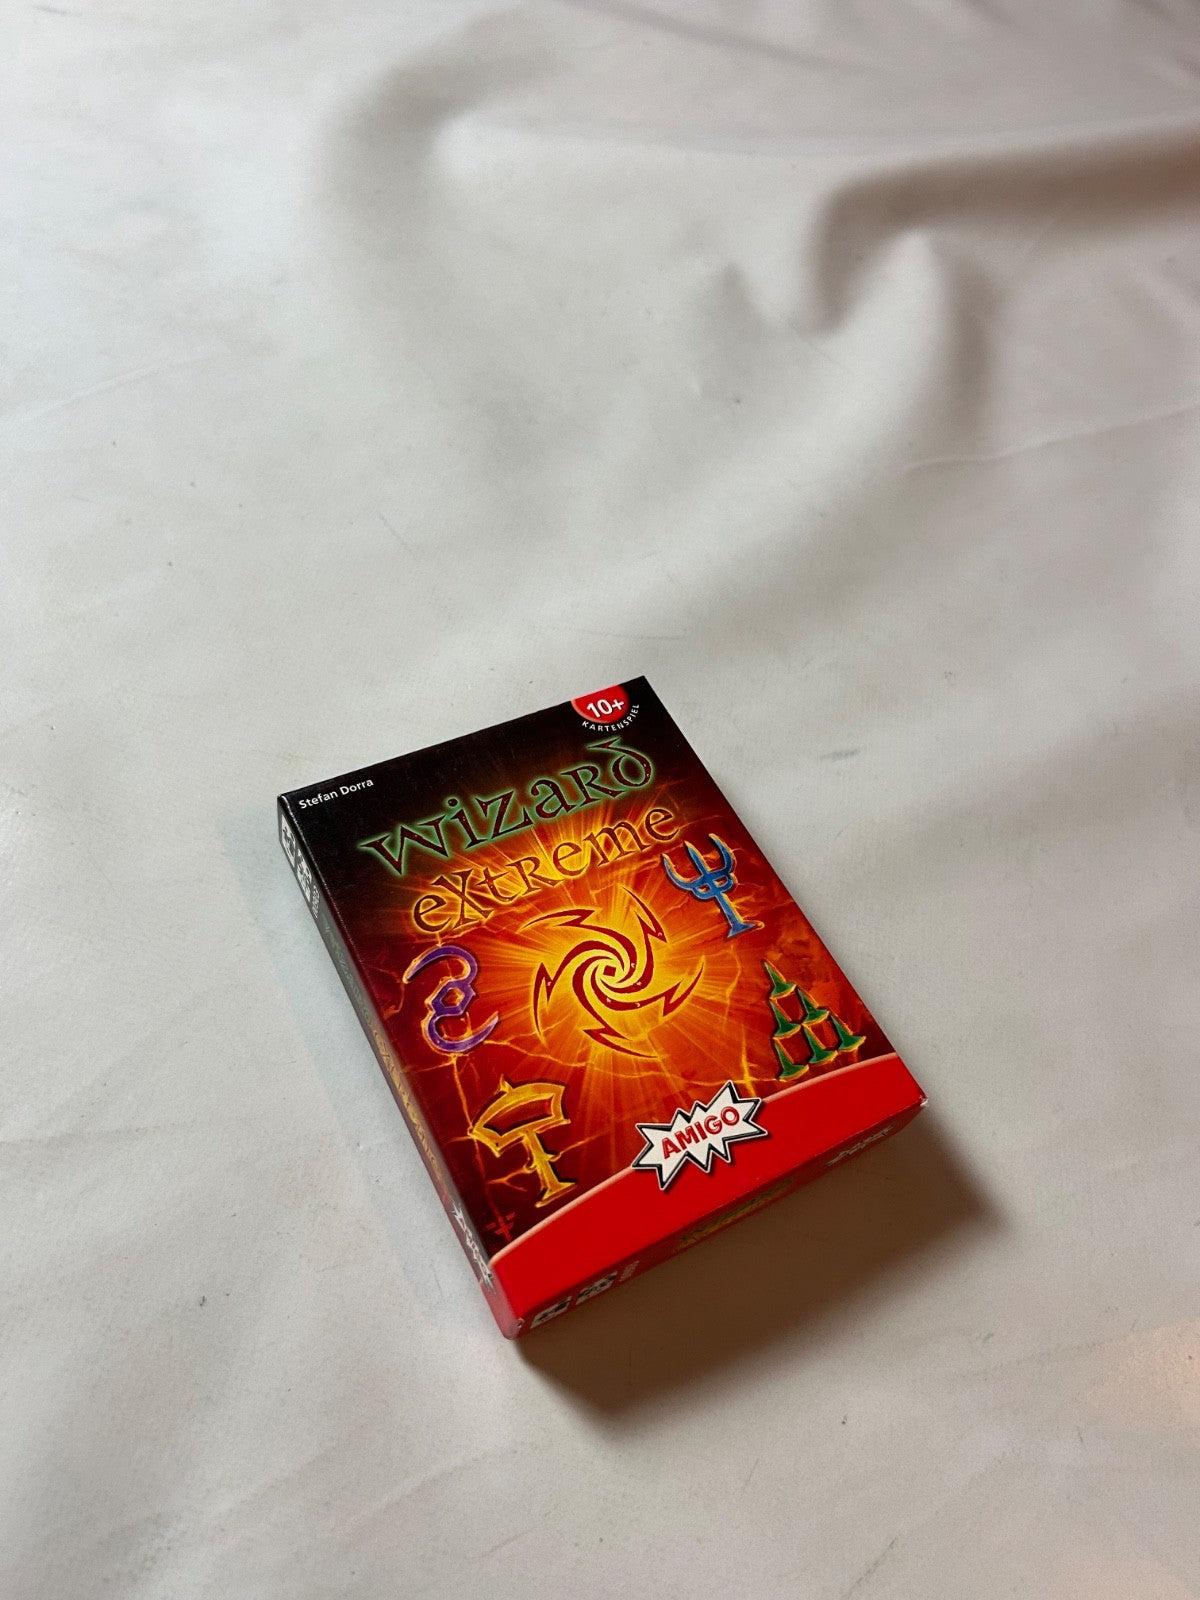 10+
KARTENSPIEL
Stefan Dorra
Wizard
eXtreme
AMIGO